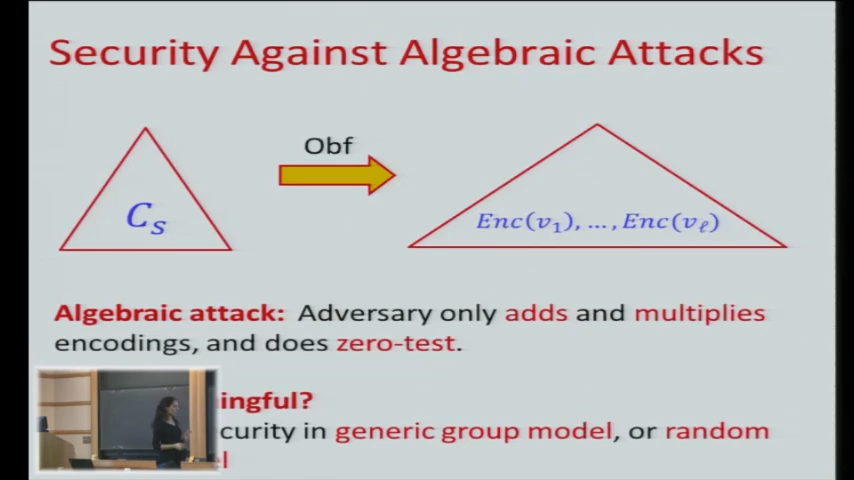 Security Against Algebraic Attacks
Obf
C_s
Enc(v_1), ..., Enc(v_ℓ)
Algebraic attack: Adversary only adds and multiplies
encodings, and does zero-test.
ingful?
curity in generic group model, or random
l